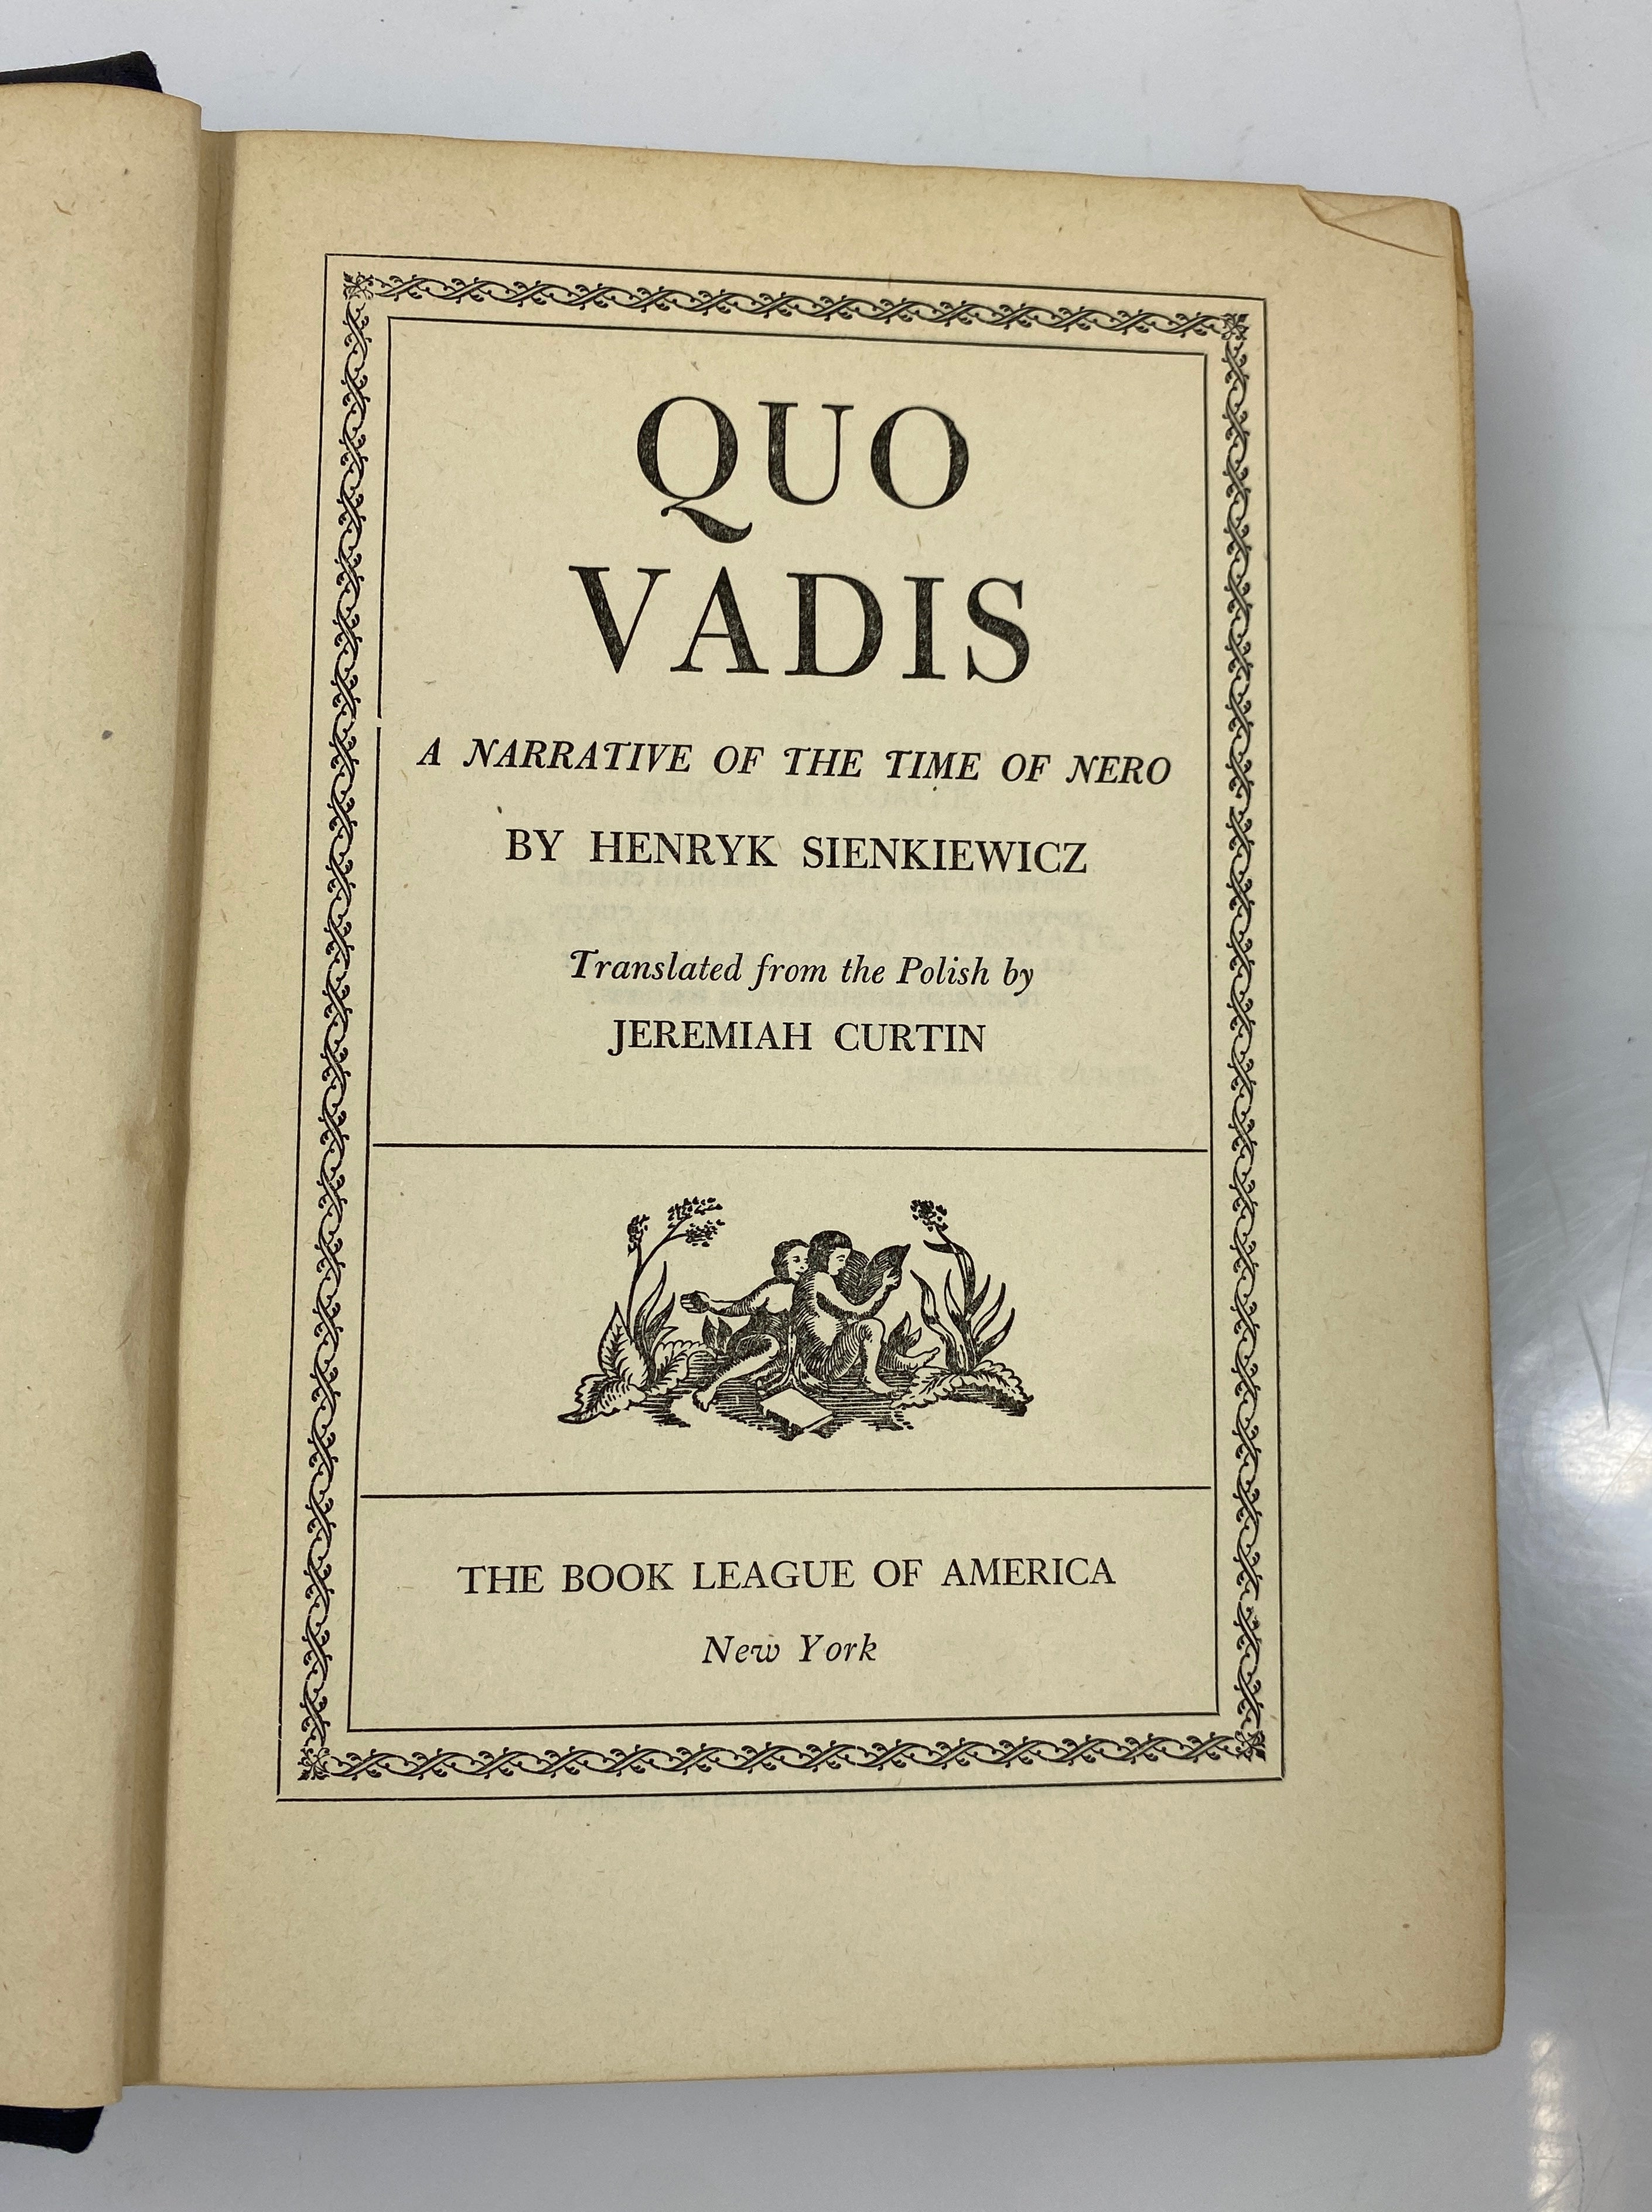 QUO
VADIS
A NARRATIVE OF THE TIME OF NERO
BY HENRYK SIENKIEWICZ
Translated from the Polish by
JEREMIAH CURTIN
THE BOOK LEAGUE OF AMERICA
New York